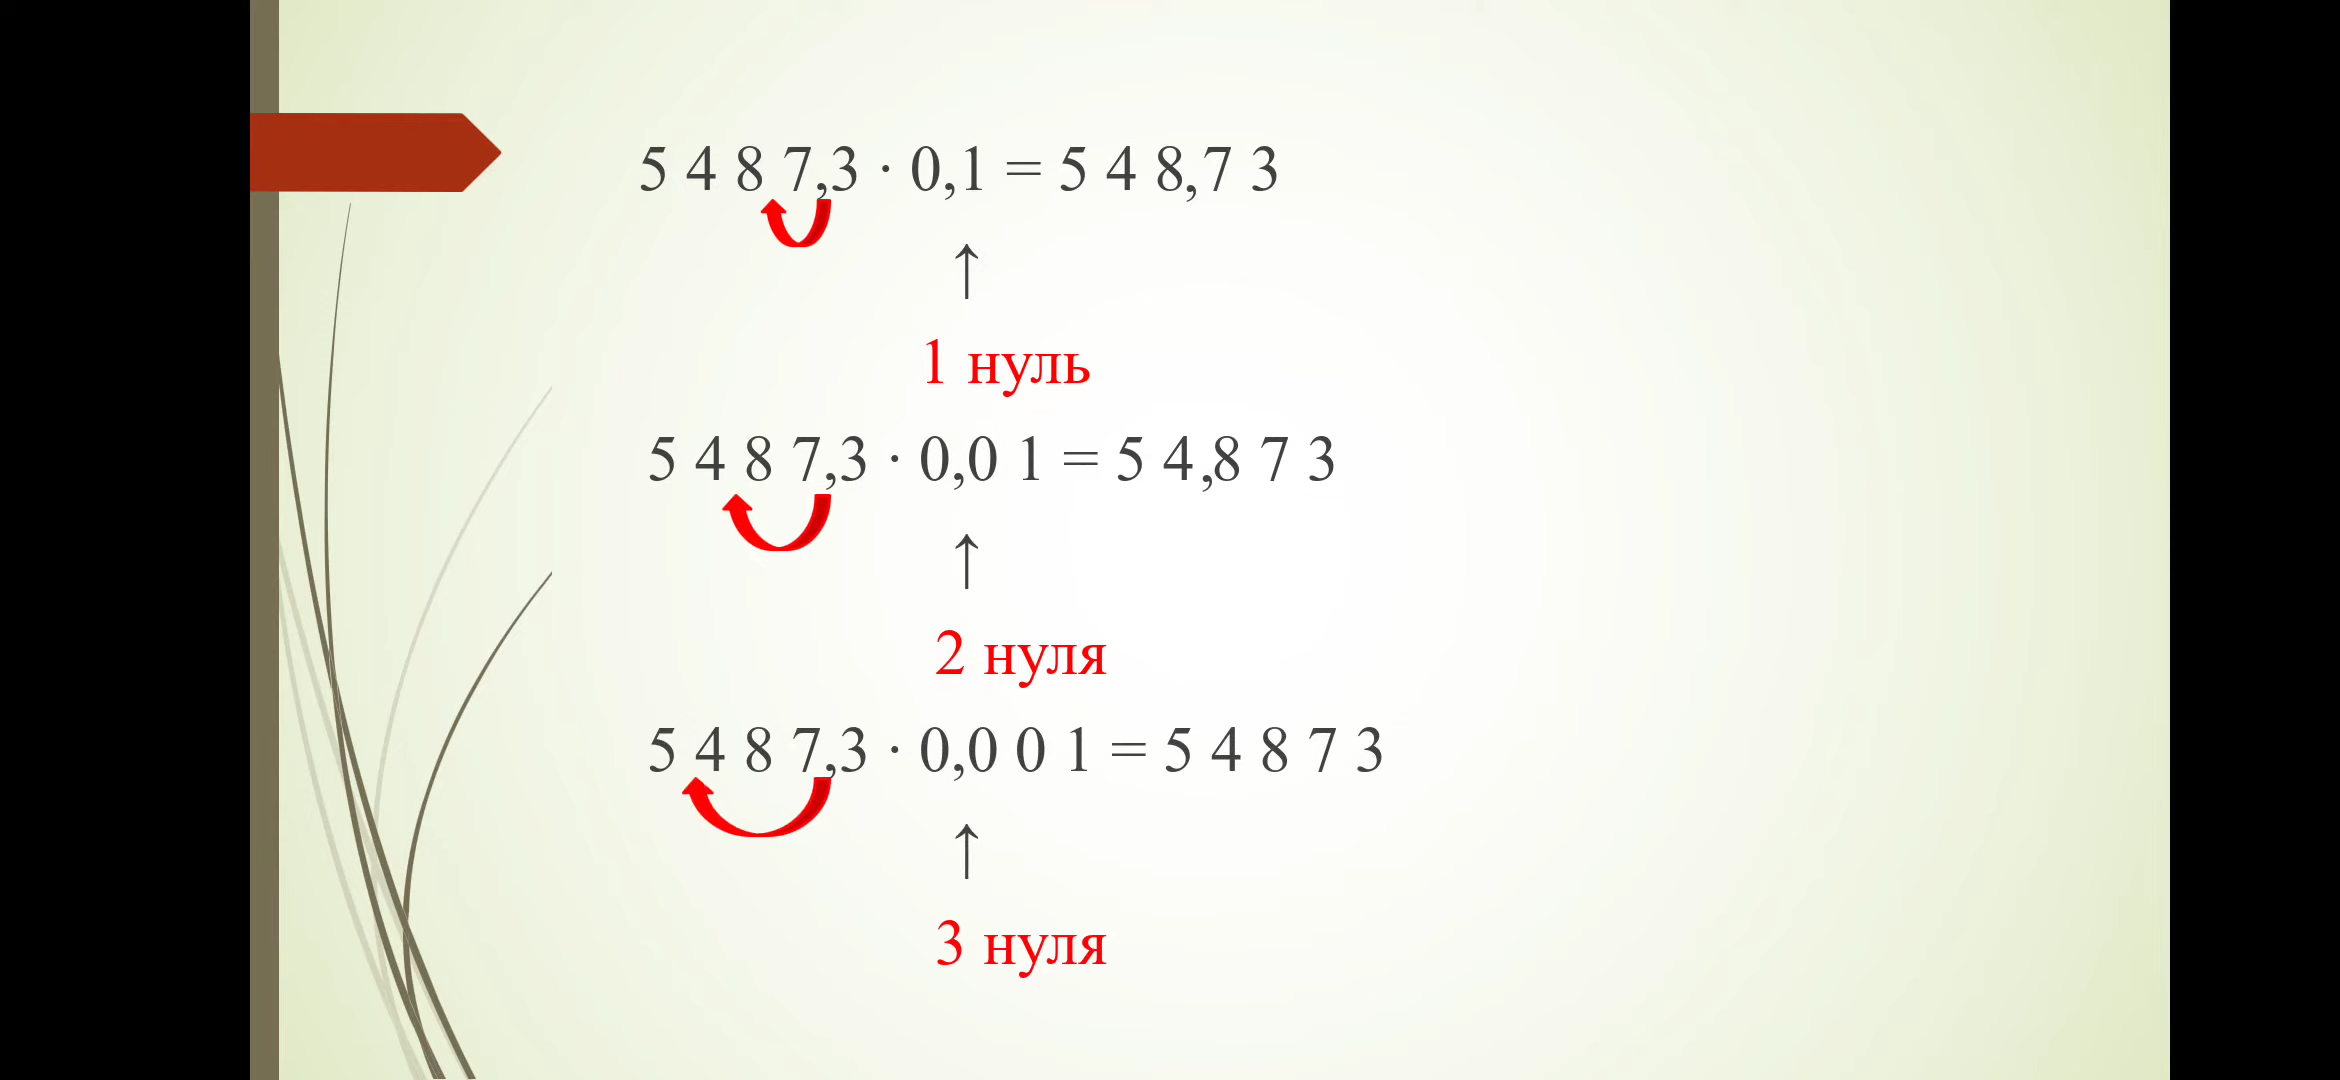 5 4 8 7,3 · 0,1 = 5 4 8,7 3
↑
1 нуль
5 4 8 7,3 · 0,0 1 = 5 4,8 7 3
↑
2 нуля
5 4 8 7,3 · 0,0 0 1 = 5 4 8 7 3
↑
3 нуля